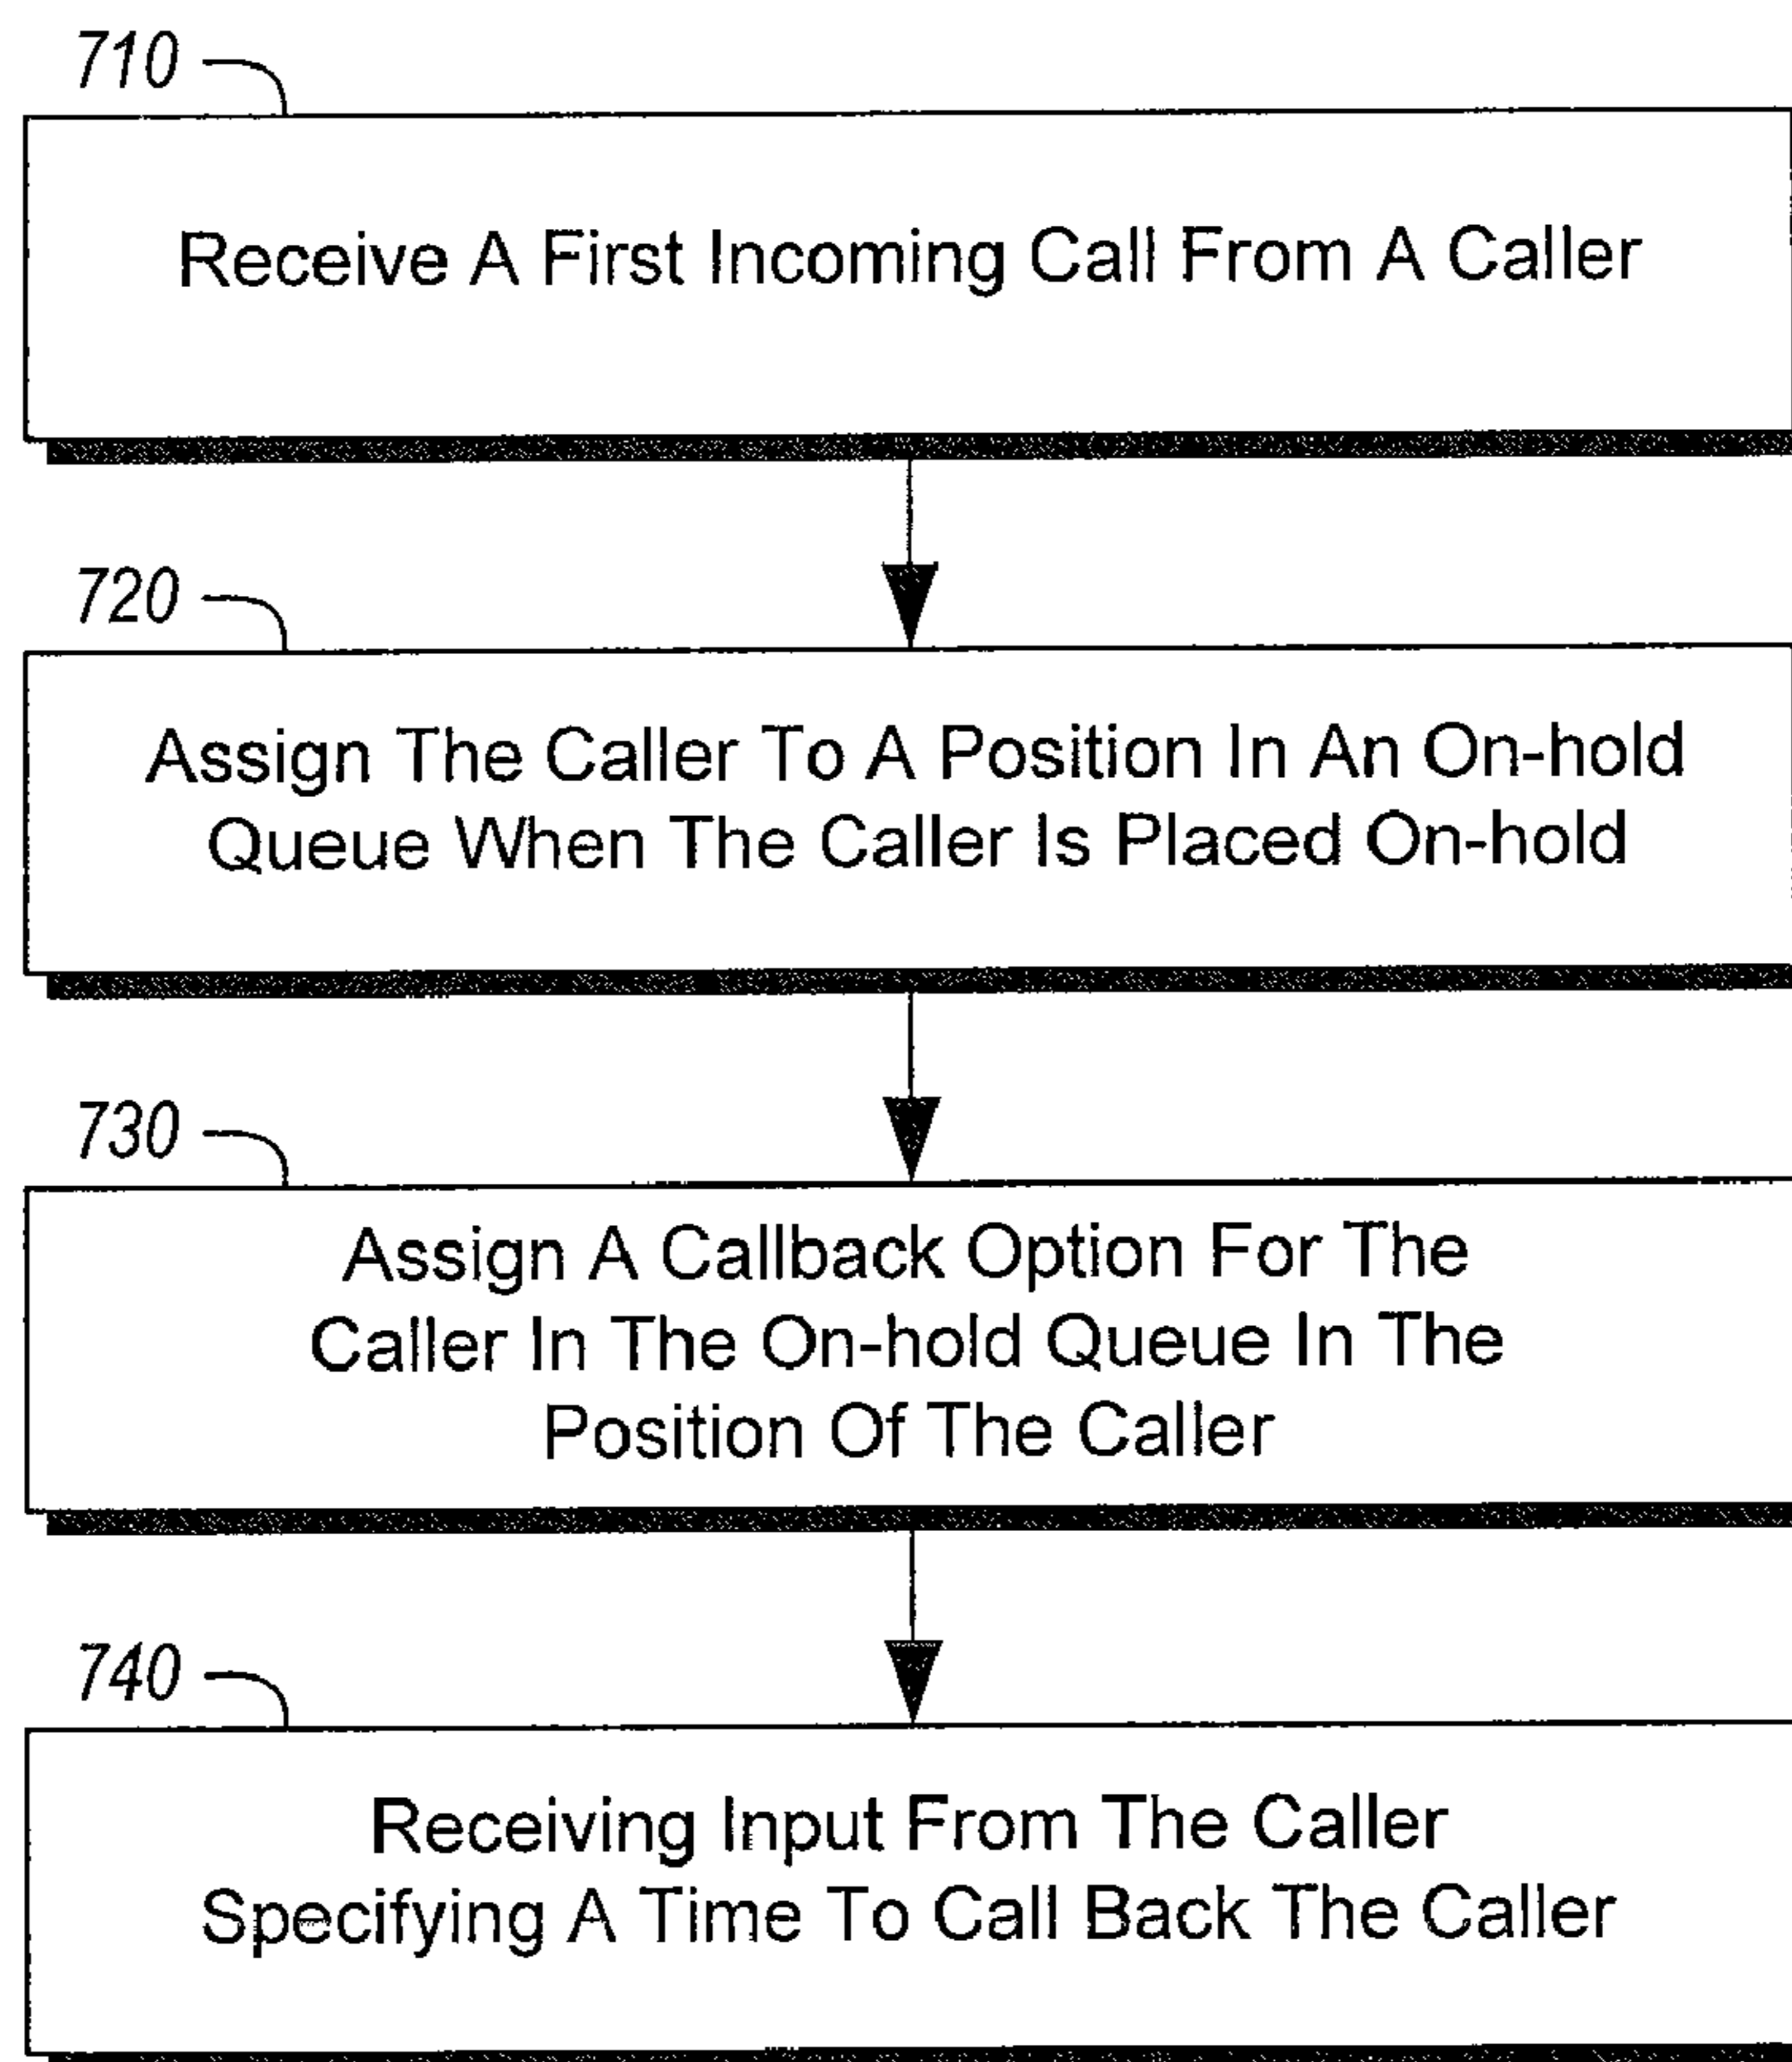 710
Receive A First Incoming Call From A Caller
720
Assign The Caller To A Position In An On-hold
Queue When The Caller Is Placed On-hold
730
Assign A Callback Option For The
Caller In The On-hold Queue In The
Position Of The Caller
740
Receiving Input From The Caller
Specifying A Time To Call Back The Caller